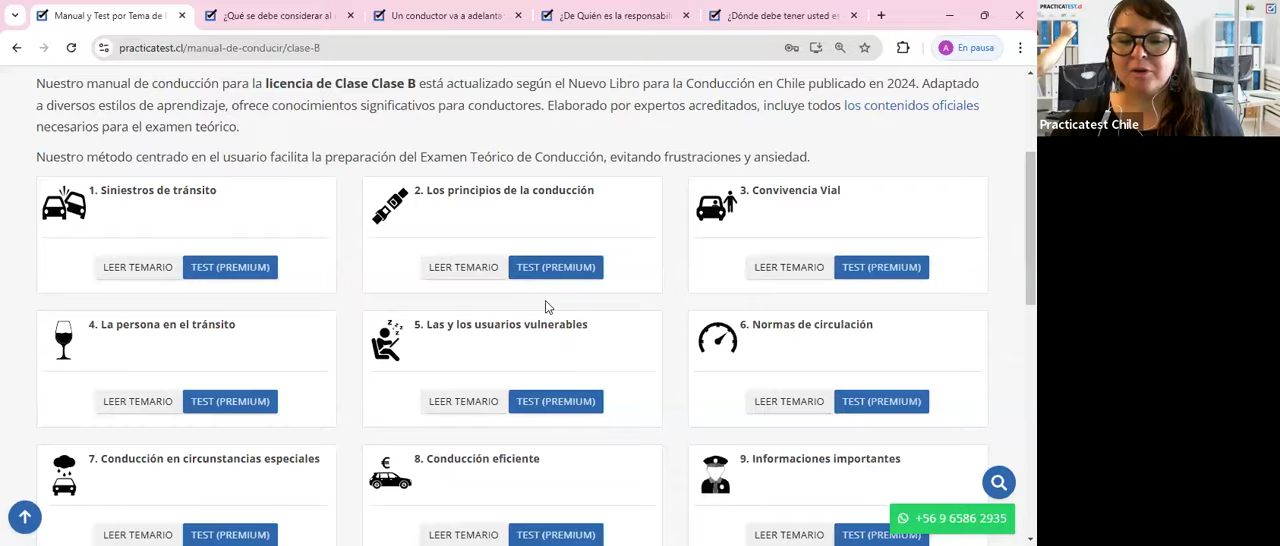 Manual y Test por Tema de l
¿Qué se debe considerar al a
Un conductor va a adelantar
¿De Quién es la responsabili
¿Dónde debe tener usted es
practicatest.cl/manual-de-conducir/clase-B
A En pausa
PRACTICATEST.cl
Practicatest Chile
Nuestro manual de conducción para la licencia de Clase Clase B está actualizado según el Nuevo Libro para la Conducción en Chile publicado en 2024. Adaptado
a diversos estilos de aprendizaje, ofrece conocimientos significativos para conductores. Elaborado por expertos acreditados, incluye todos los contenidos oficiales
necesarios para el examen teórico.
Nuestro método centrado en el usuario facilita la preparación del Examen Teórico de Conducción, evitando frustraciones y ansiedad.
1. Siniestros de tránsito
LEER TEMARIO TEST (PREMIUM)
2. Los principios de la conducción
LEER TEMARIO TEST (PREMIUM)
3. Convivencia Vial
LEER TEMARIO TEST (PREMIUM)
4. La persona en el tránsito
LEER TEMARIO TEST (PREMIUM)
5. Las y los usuarios vulnerables
LEER TEMARIO TEST (PREMIUM)
6. Normas de circulación
LEER TEMARIO TEST (PREMIUM)
7. Conducción en circunstancias especiales
LEER TEMARIO TEST (PREMIUM)
8. Conducción eficiente
LEER TEMARIO TEST (PREMIUM)
9. Informaciones importantes
LEER TEMARIO TEST (PREMIUM)
+56 9 6586 2935